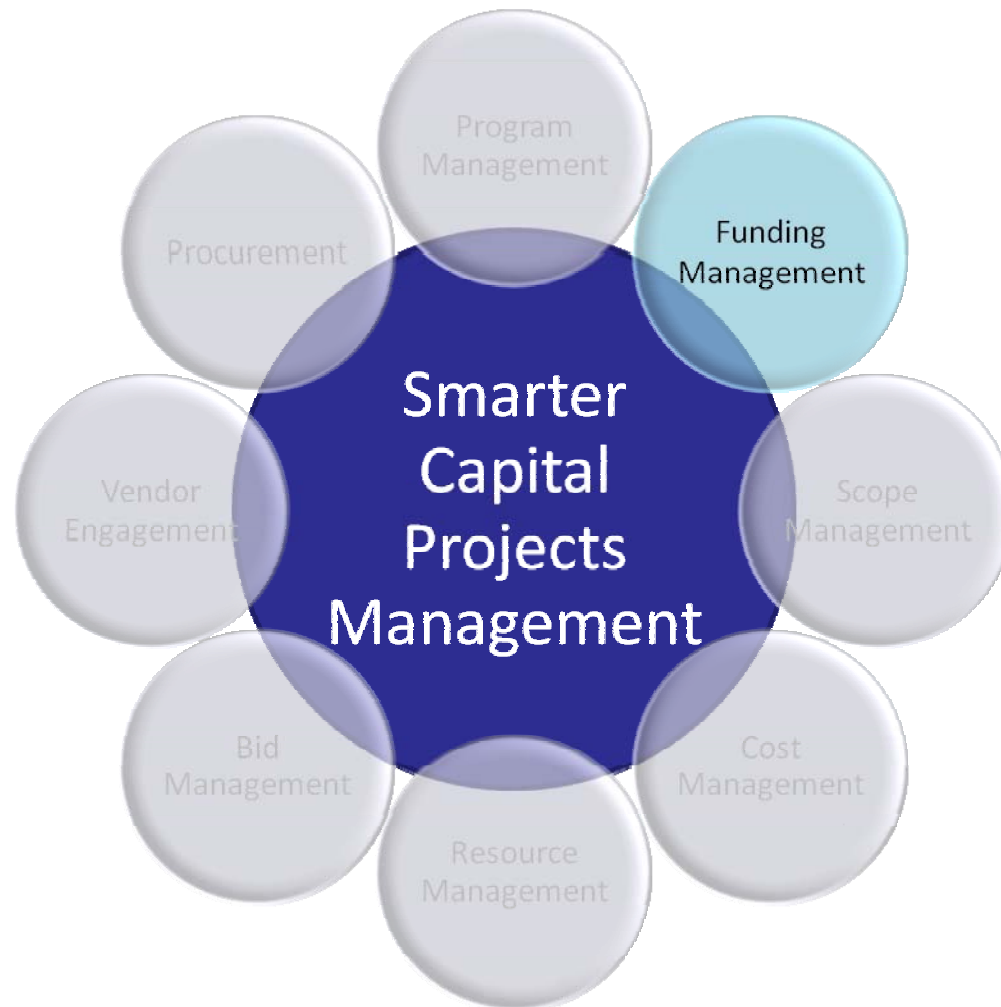 Program
Management
Funding
Management
Procurement
Smarter
Capital
Projects
Management
Vendor
Engagement
Scope
Management
Bid
Management
Cost
Management
Resource
Management